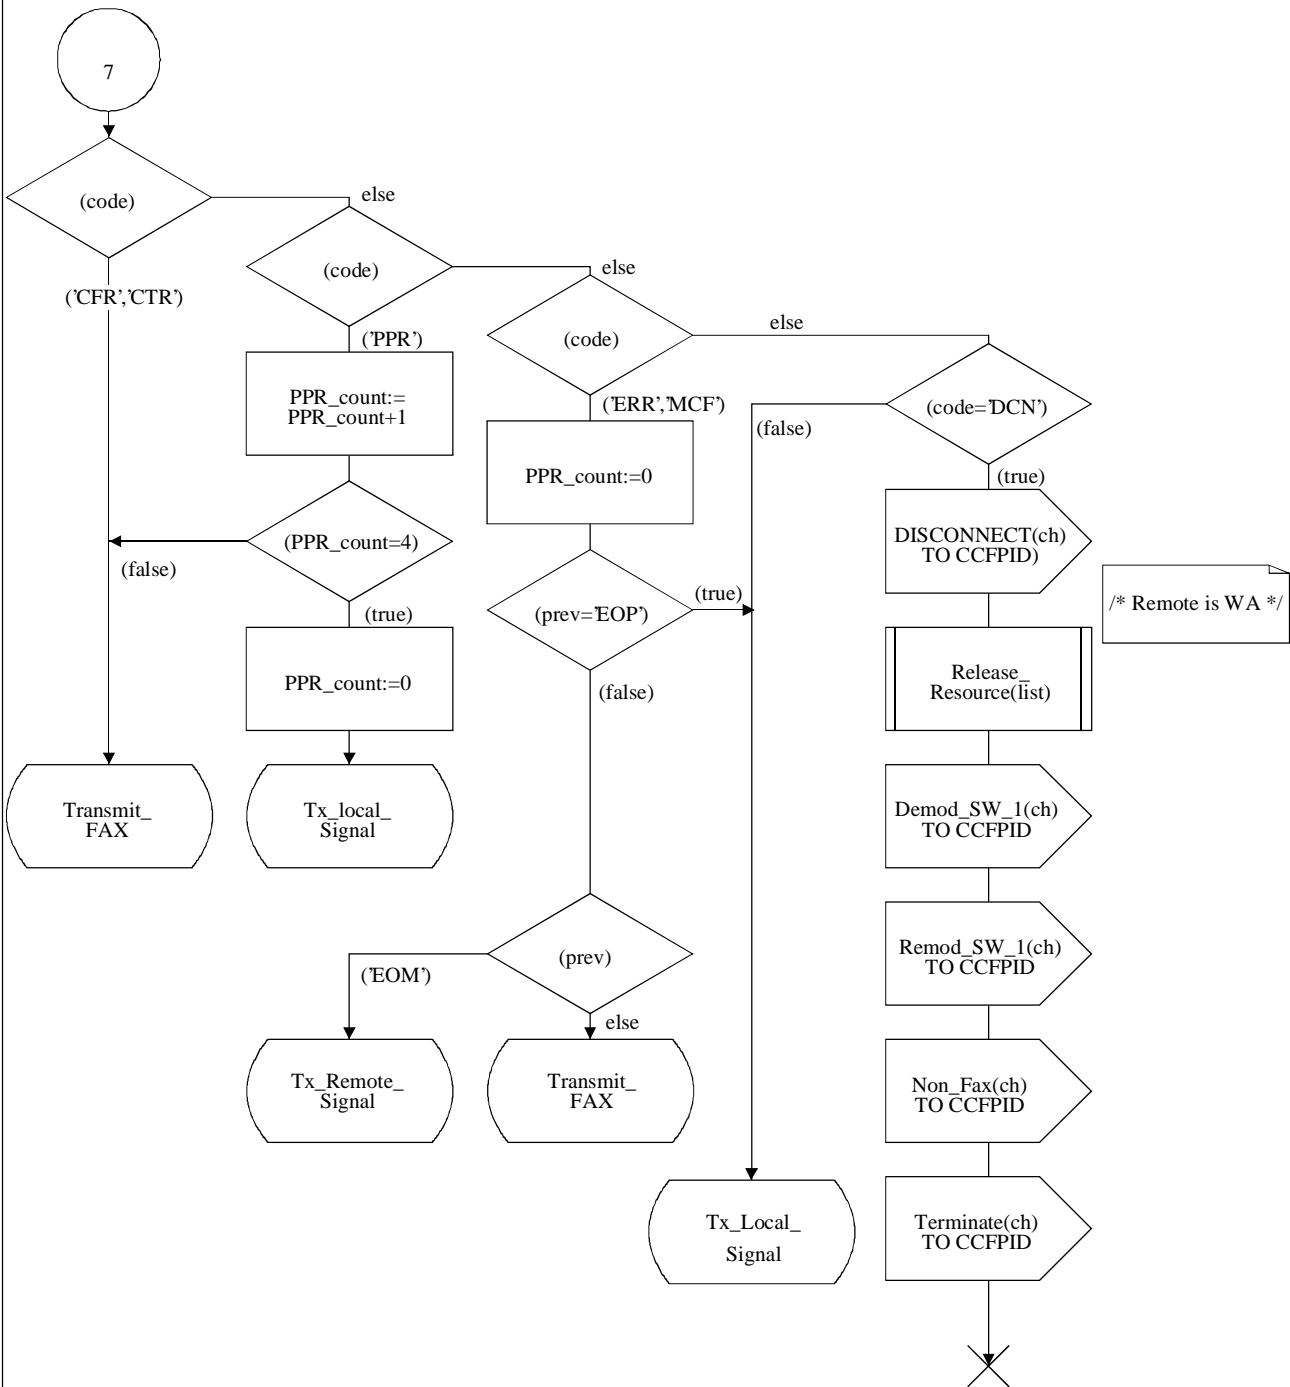 7
(code)
else
(code)
else
('CFR','CTR')
(code)
else
('PPR')
PPR_count:=
PPR_count+1
('ERR','MCF')
(code='DCN')
(false)
PPR_count:=0
(true)
(PPR_count=4)
(false)
DISCONNECT(ch)
TO CCFPID)
(true)
(prev='EOP')
(true)
/* Remote is WA */
PPR_count:=0
(false)
Release_
Resource(list)
Transmit_
FAX
Tx_local_
Signal
Demod_SW_1(ch)
TO CCFPID
(prev)
('EOM')
else
Remod_SW_1(ch)
TO CCFPID
Tx_Remote_
Signal
Transmit_
FAX
Non_Fax(ch)
TO CCFPID
Tx_Local_
Signal
Terminate(ch)
TO CCFPID